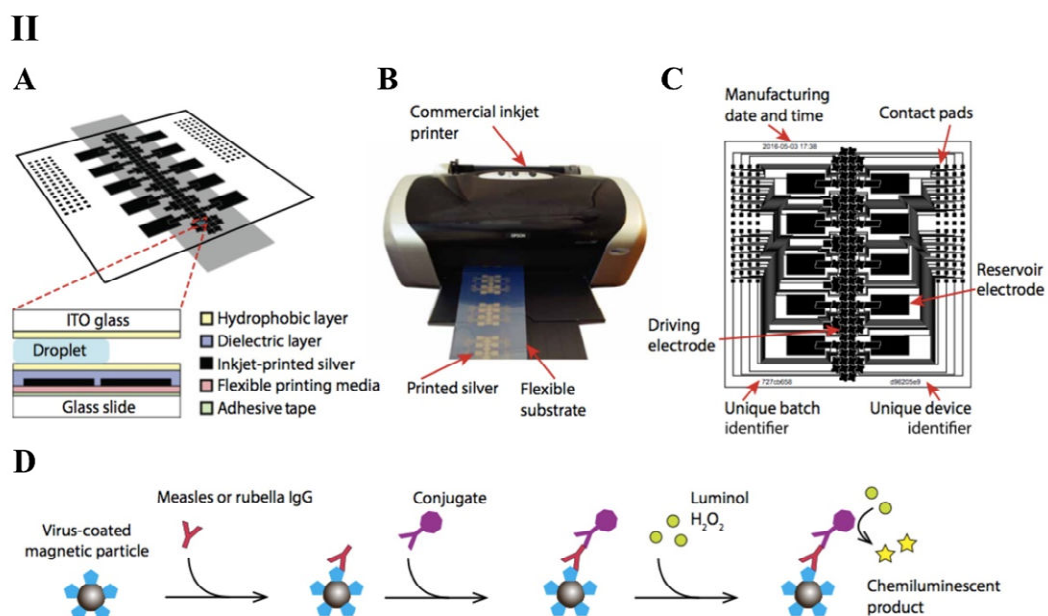 II
A
ITO glass
Droplet
Glass slide
Hydrophobic layer
Dielectric layer
Inkjet-printed silver
Flexible printing media
Adhesive tape
B
Commercial inkjet
printer
EPSON
Printed silver
Flexible
substrate
C
Manufacturing
date and time
Contact pads
2016-05-03 17:38
Reservoir
electrode
Driving
electrode
727cb658
d96205e9
Unique batch
identifier
Unique device
identifier
D
Virus-coated
magnetic particle
Measles or rubella IgG
Conjugate
Luminol
H₂O₂
Chemiluminescent
product